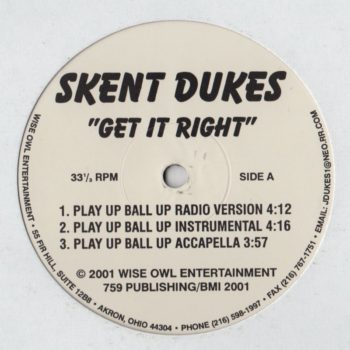 SKENT DUKES
"GET IT RIGHT"
33⅓ RPM
SIDE A
1. PLAY UP BALL UP RADIO VERSION 4:12
2. PLAY UP BALL UP INSTRUMENTAL 4:16
3. PLAY UP BALL UP ACCAPELLA 3:57
© 2001 WISE OWL ENTERTAINMENT
759 PUBLISHING/BMI 2001
WISE OWL ENTERTAINMENT • 55 FIR HILL, SUITE 12B8 • AKRON, OHIO 44304 • PHONE (216) 598-1997 • FAX (216) 767-1751 • EMAIL: JDUKES1@NEO.RR.COM